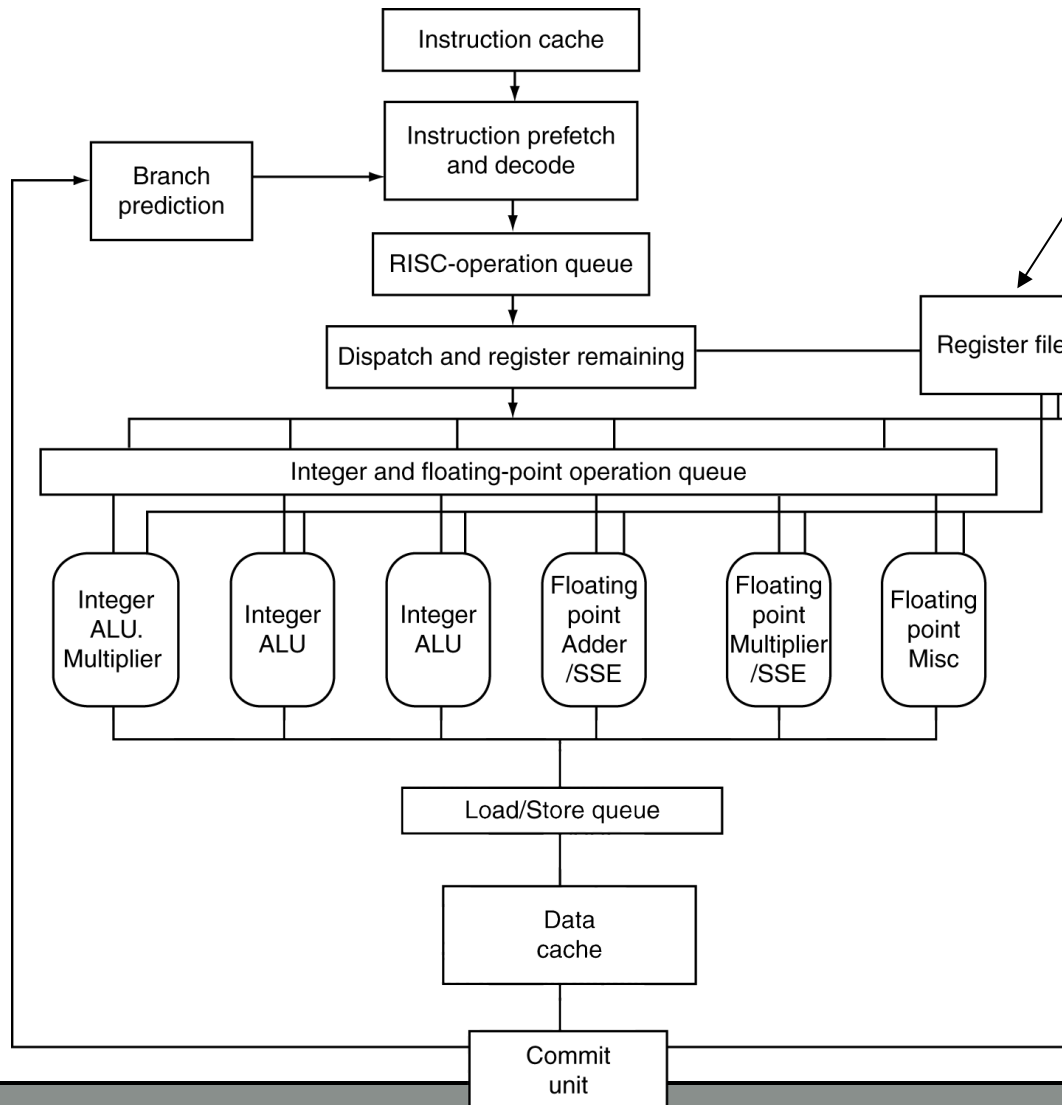 Instruction cache
Instruction prefetch
and decode
Branch
prediction
RISC-operation queue
Dispatch and register remaining
Register file
Integer and floating-point operation queue
Integer
ALU.
Multiplier
Integer
ALU
Integer
ALU
Floating
point
Adder
/SSE
Floating
point
Multiplier
/SSE
Floating
point
Misc
Load/Store queue
Data
cache
Commit
unit